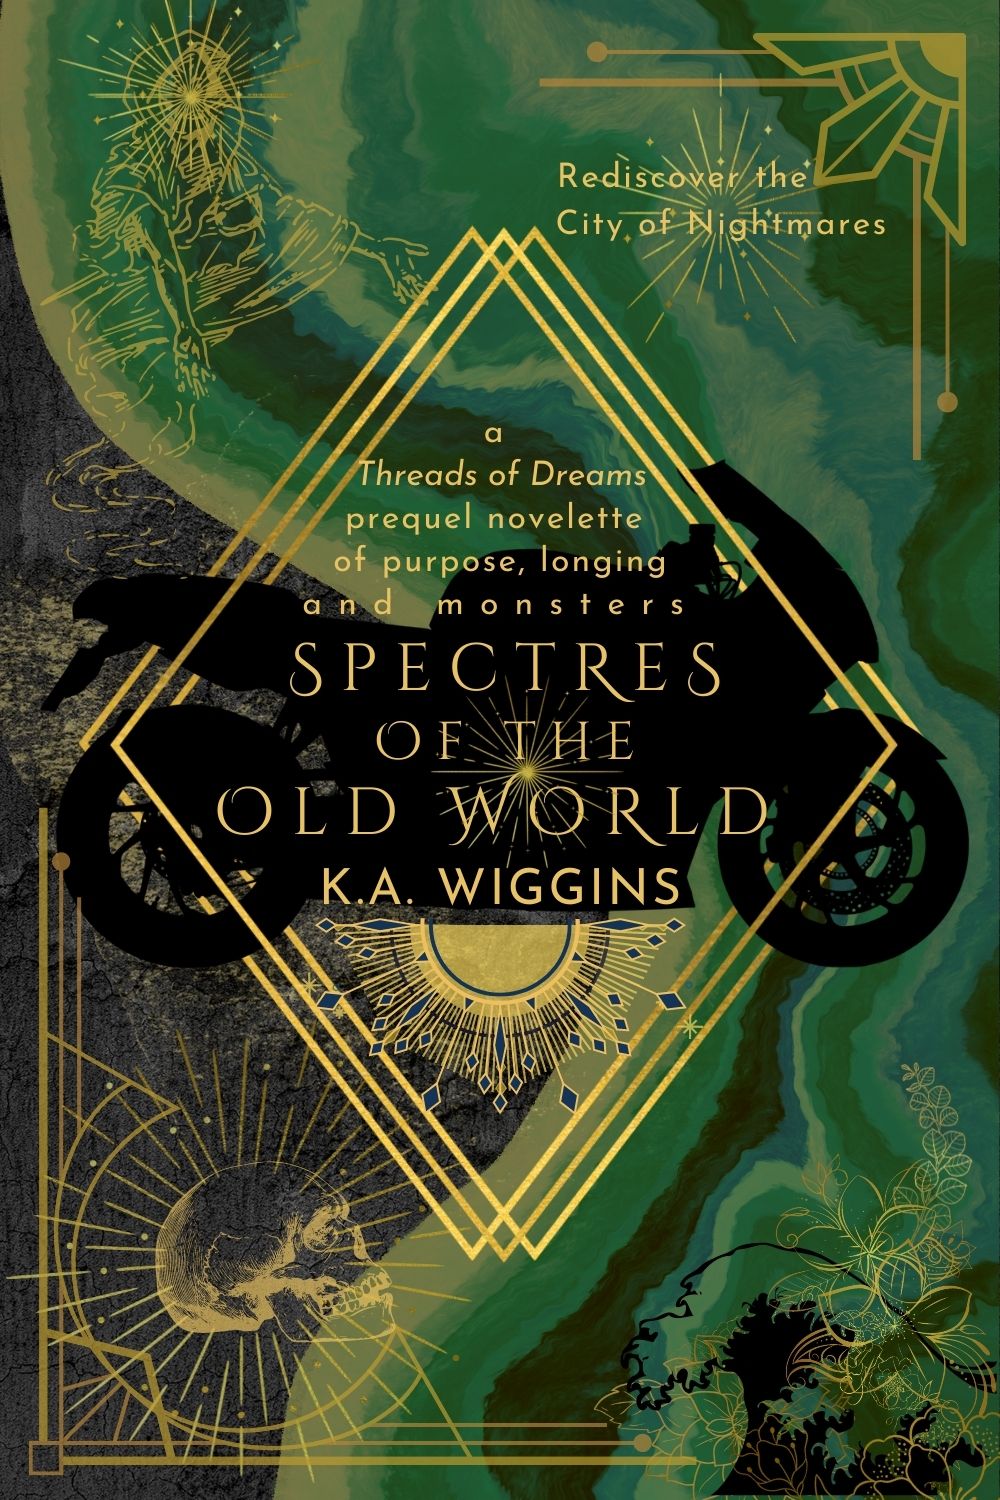 Rediscover the
City of Nightmares
a
Threads of Dreams
prequel novelette
of purpose, longing
and monsters
SPECTRES
OF THE
OLD WORLD
K.A. WIGGINS